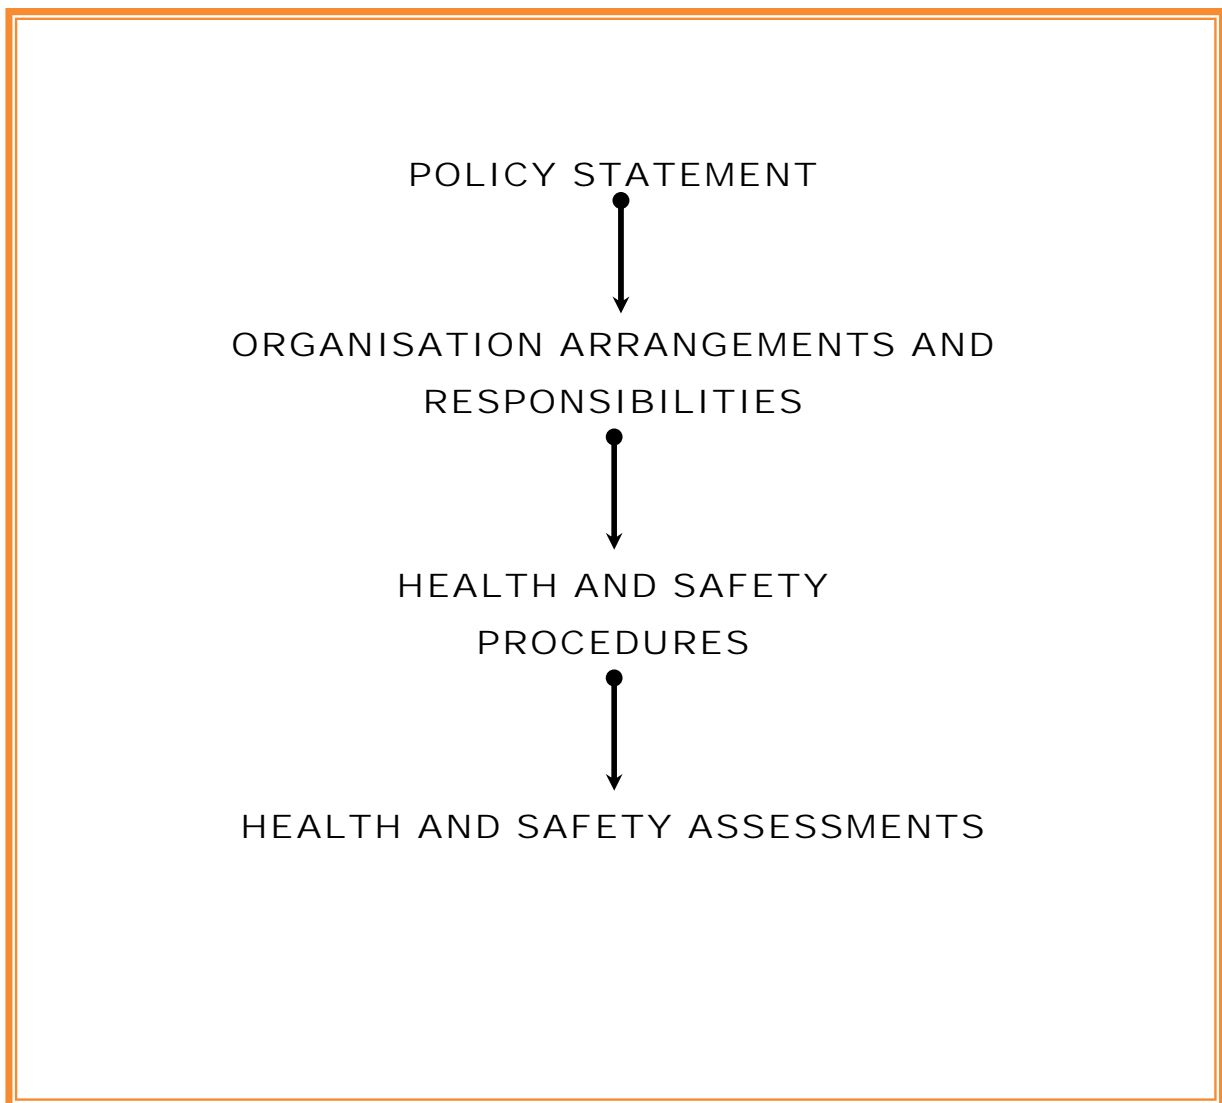 POLICY STATEMENT
ORGANISATION ARRANGEMENTS AND
RESPONSIBILITIES
HEALTH AND SAFETY
PROCEDURES
HEALTH AND SAFETY ASSESSMENTS